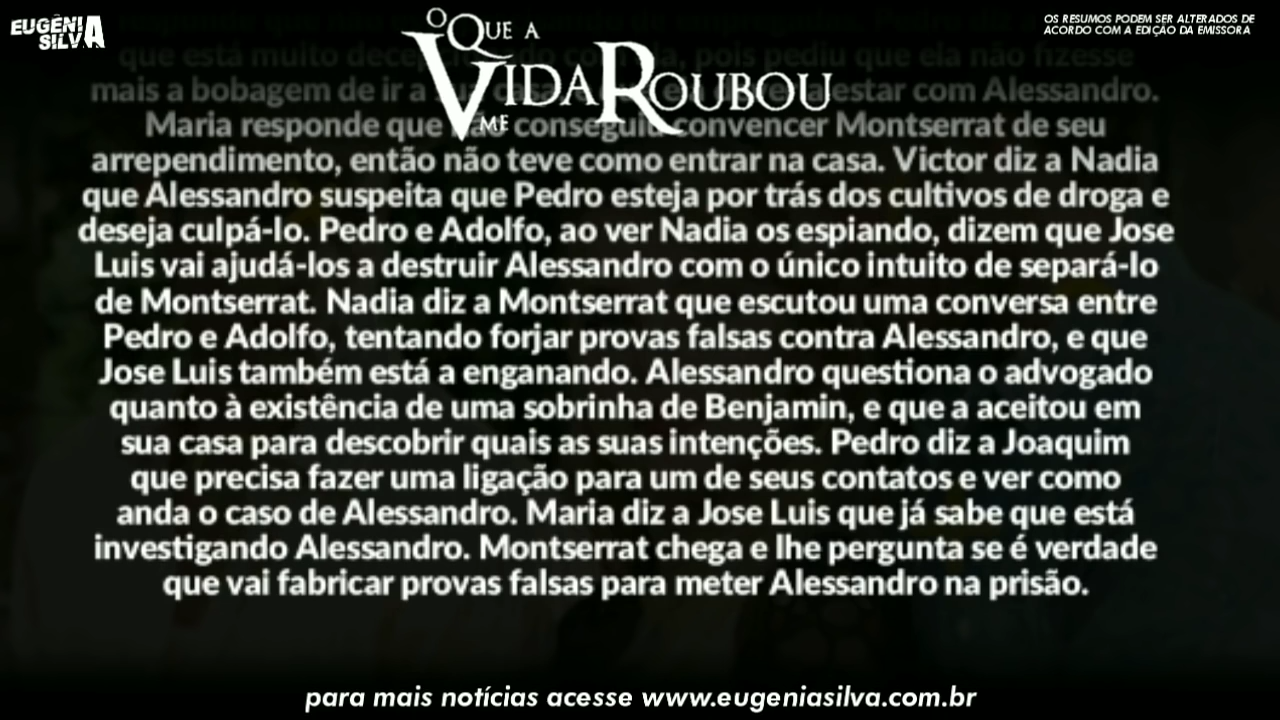 EUGÊNIA
SILVA
O QUE A
VIDA ME ROUBOU
OS RESUMOS PODEM SER ALTERADOS DE
ACORDO COM A EDIÇÃO DA EMISSORA
que está muito pois pediu que ela não fizesse
mais a bobagem de ir a estar com Alessandro.
Maria responde que não conseguiu convencer Montserrat de seu
arrependimento, então não teve como entrar na casa. Victor diz a Nadia
que Alessandro suspeita que Pedro esteja por trás dos cultivos de droga e
deseja culpá-lo. Pedro e Adolfo, ao ver Nadia os espiando, dizem que Jose
Luis vai ajudá-los a destruir Alessandro com o único intuito de separá-lo
de Montserrat. Nadia diz a Montserrat que escutou uma conversa entre
Pedro e Adolfo, tentando forjar provas falsas contra Alessandro, e que
Jose Luis também está a enganando. Alessandro questiona o advogado
quanto à existência de uma sobrinha de Benjamin, e que a aceitou em
sua casa para descobrir quais as suas intenções. Pedro diz a Joaquim
que precisa fazer uma ligação para um de seus contatos e ver como
anda o caso de Alessandro. Maria diz a Jose Luis que já sabe que está
investigando Alessandro. Montserrat chega e lhe pergunta se é verdade
que vai fabricar provas falsas para meter Alessandro na prisão.
para mais notícias acesse www.eugeniasilva.com.br